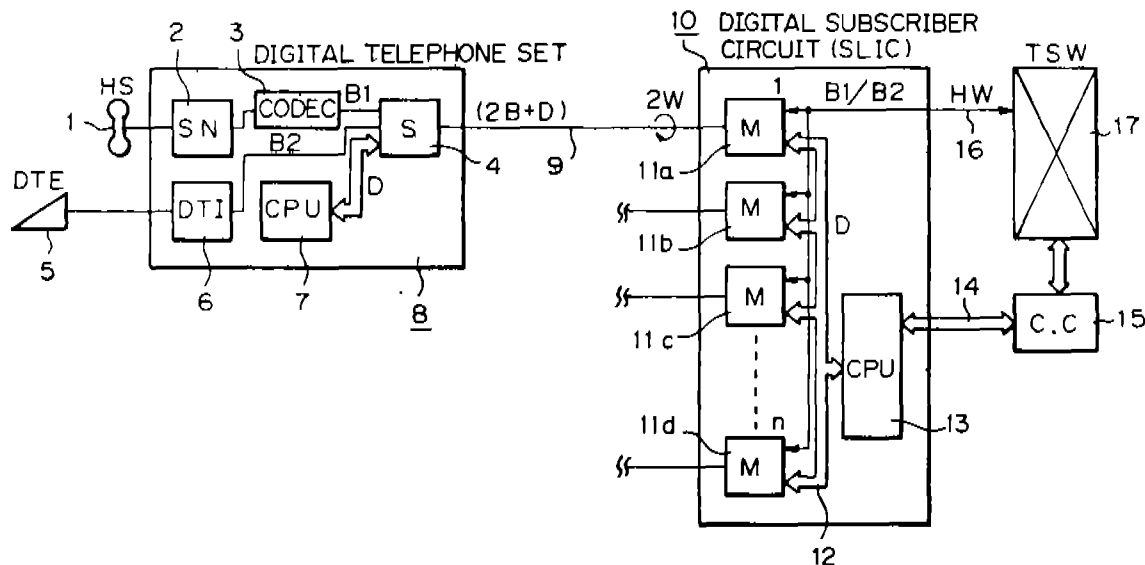 DIGITAL TELEPHONE SET
2
3
HS
1
SN
CODEC
B1
S
4
B2
(2B+D)
9
2W
DTE
5
DTI
6
CPU
7
D
8
10
DIGITAL SUBSCRIBER
CIRCUIT (SLIC)
1
M
11a
B1/B2
HW
16
TSW
17
M
11b
D
M
11c
CPU
13
14
C.C
15
n
11d
M
12